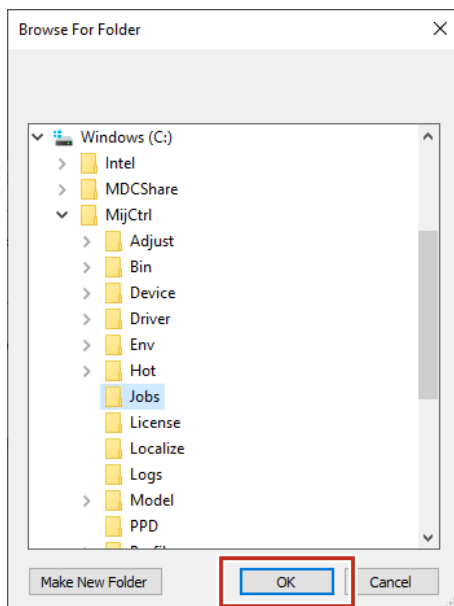 Browse For Folder
Windows (C:)
Intel
MDCShare
MijCtrl
Adjust
Bin
Device
Driver
Env
Hot
Jobs
License
Localize
Logs
Model
PPD
Make New Folder
OK
Cancel